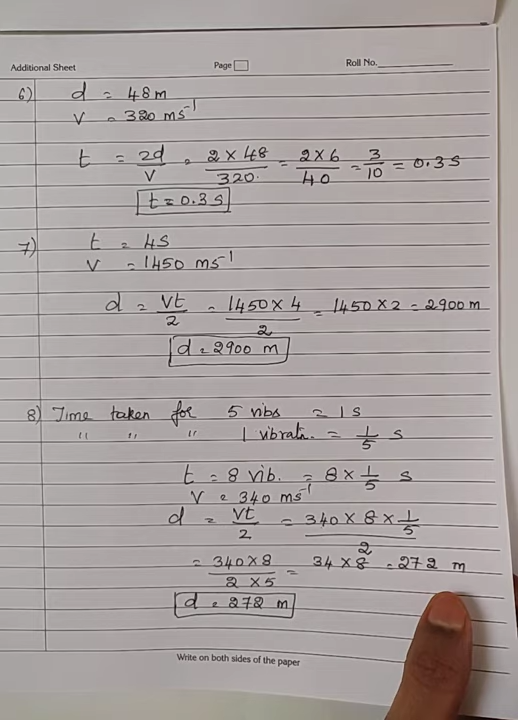 Additional Sheet Page Roll No.
6) d = 48m
v = 320 ms⁻¹
t = 2d/v = (2 × 48)/320 = (2×6)/40 = 3/10 = 0.3 s
t = 0.3 s
7) t = 4s
v = 1450 ms⁻¹
d = Vt/2 = (1450 × 4)/2 = 1450 × 2 = 2900 m
d = 2900 m
8) Time taken for 5 vibs = 1 s
" " " 1 vibratn. = 1/5 s
t = 8 vib. = 8 × 1/5 s
V = 340 ms⁻¹
d = Vt/2 = (340 × 8 × 1/5)/2
= (340×8)/(2 ×5) = 34 × 8 = 272 m
d = 272 m
Write on both sides of the paper